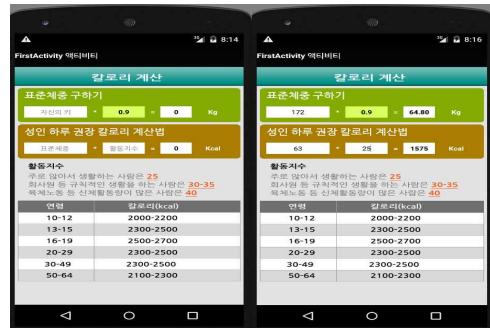 8:14
FirstActivity 액티비티
칼로리 계산
표준체중 구하기
자신의 키 * 0.9 = 0 Kg
성인 하루 권장 칼로리 계산법
표준체중 * 활동지수 = 0 Kcal
활동지수
주로 앉아서 생활하는 사람은 25
회사원 등 규칙적인 생활을 하는 사람은 30-35
육체노동 등 신체활동량이 많은 사람은 40
연령 칼로리(kcal)
10-12 2000-2200
13-15 2300-2500
16-19 2500-2700
20-29 2300-2500
30-49 2300-2500
50-64 2100-2300
8:16
FirstActivity 액티비티
칼로리 계산
표준체중 구하기
172 * 0.9 = 64.80 Kg
성인 하루 권장 칼로리 계산법
63 * 25 = 1575 Kcal
활동지수
주로 앉아서 생활하는 사람은 25
회사원 등 규칙적인 생활을 하는 사람은 30-35
육체노동 등 신체활동량이 많은 사람은 40
연령 칼로리(kcal)
10-12 2000-2200
13-15 2300-2500
16-19 2500-2700
20-29 2300-2500
30-49 2300-2500
50-64 2100-2300